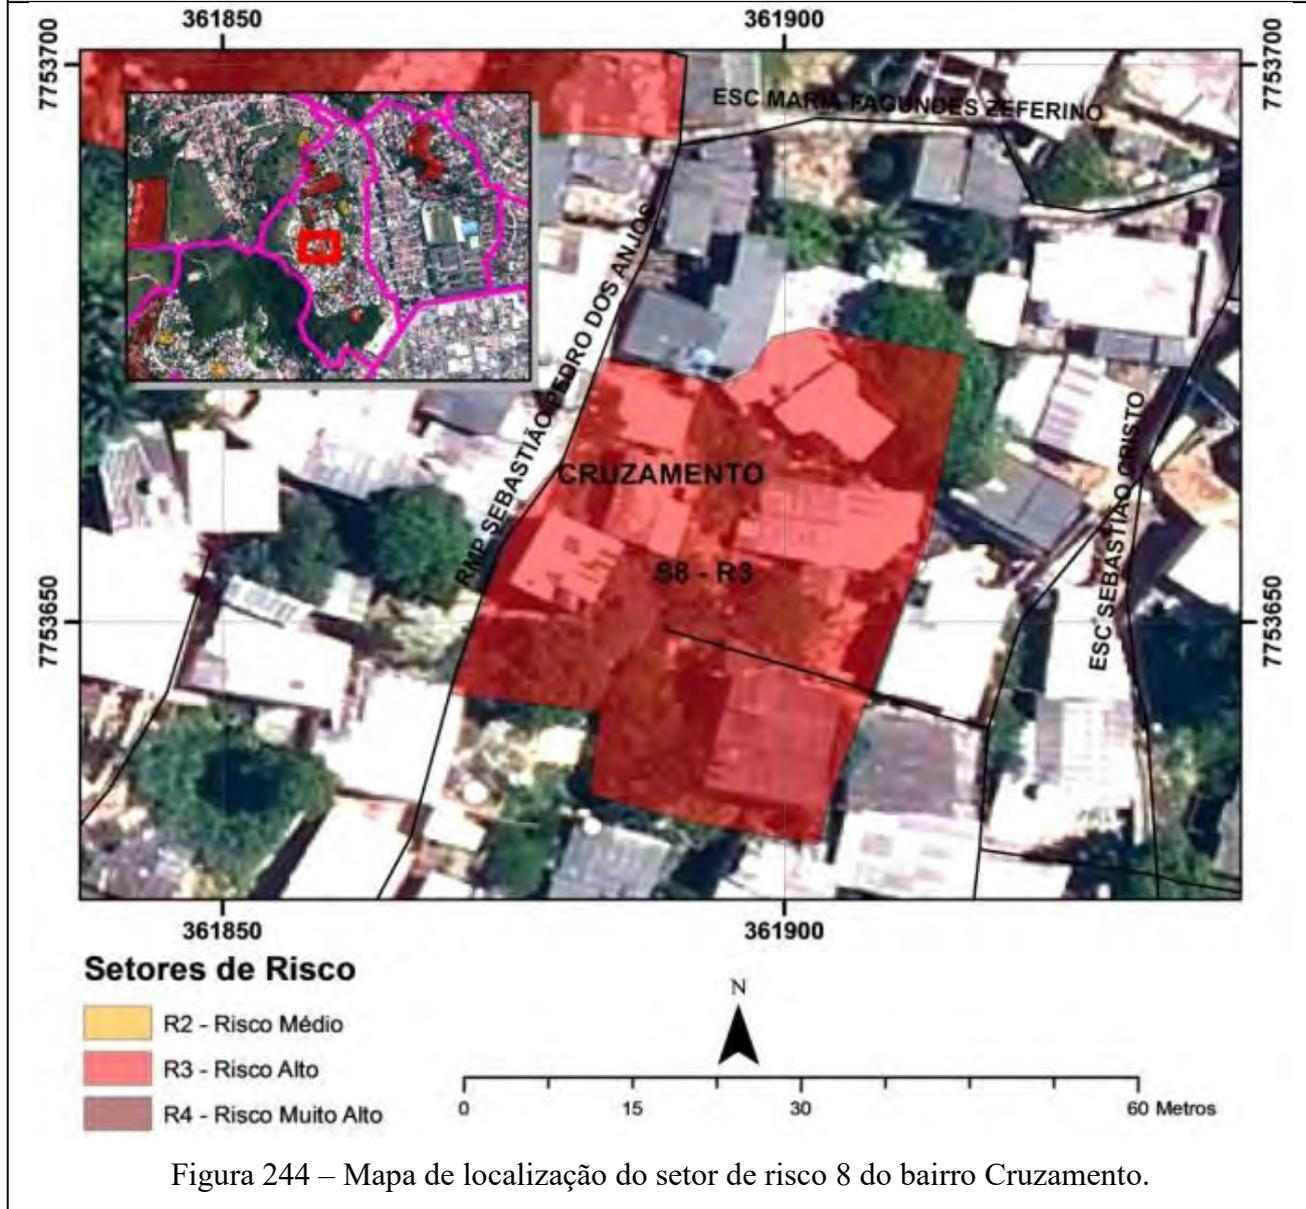 361850
361900
7753700
7753700
ESC MARIA FAGUNDES ZEFERINO
RMP SEBASTIÃO PEDRO DOS ANJOS
CRUZAMENTO
S8 - R3
ESC SEBASTIÃO CRISTO
7753650
7753650
361850
361900
Setores de Risco
R2 - Risco Médio
R3 - Risco Alto
R4 - Risco Muito Alto
N
0 15 30 60 Metros
Figura 244 – Mapa de localização do setor de risco 8 do bairro Cruzamento.